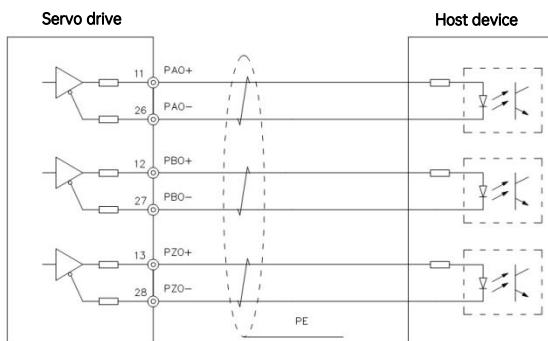 Servo drive
Host device
11 PAO+
26 PAO-
12 PBO+
27 PBO-
13 PZO+
28 PZO-
PE